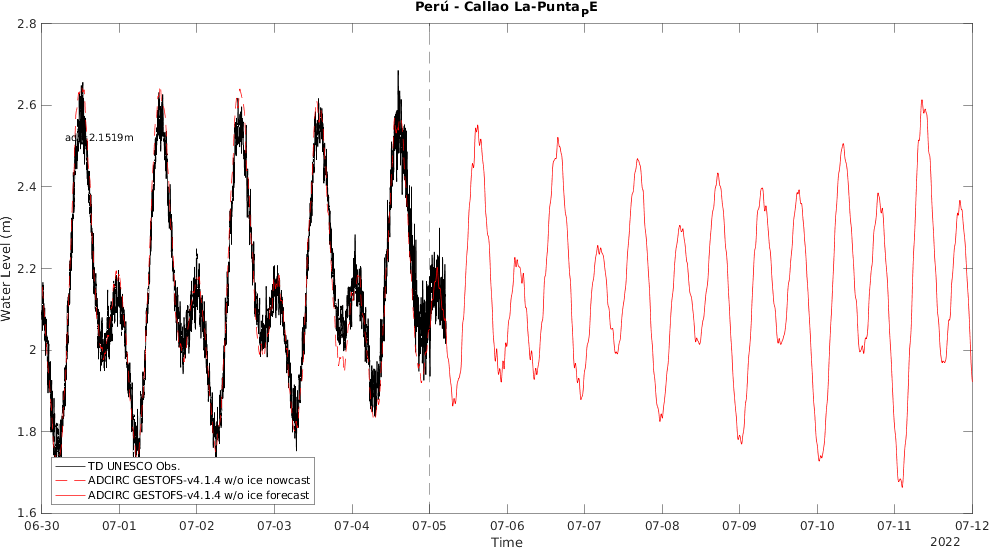 Perú - Callao La-PuntaPE
2.8
2.6
2.4
2.2
2
1.8
1.6
Water Level (m)
2.1519m
TD UNESCO Obs.
ADCIRC GESTOFS-v4.1.4 w/o ice nowcast
ADCIRC GESTOFS-v4.1.4 w/o ice forecast
06-30 07-01 07-02 07-03 07-04 07-05 07-06 07-07 07-08 07-09 07-10 07-11 07-12
Time
2022